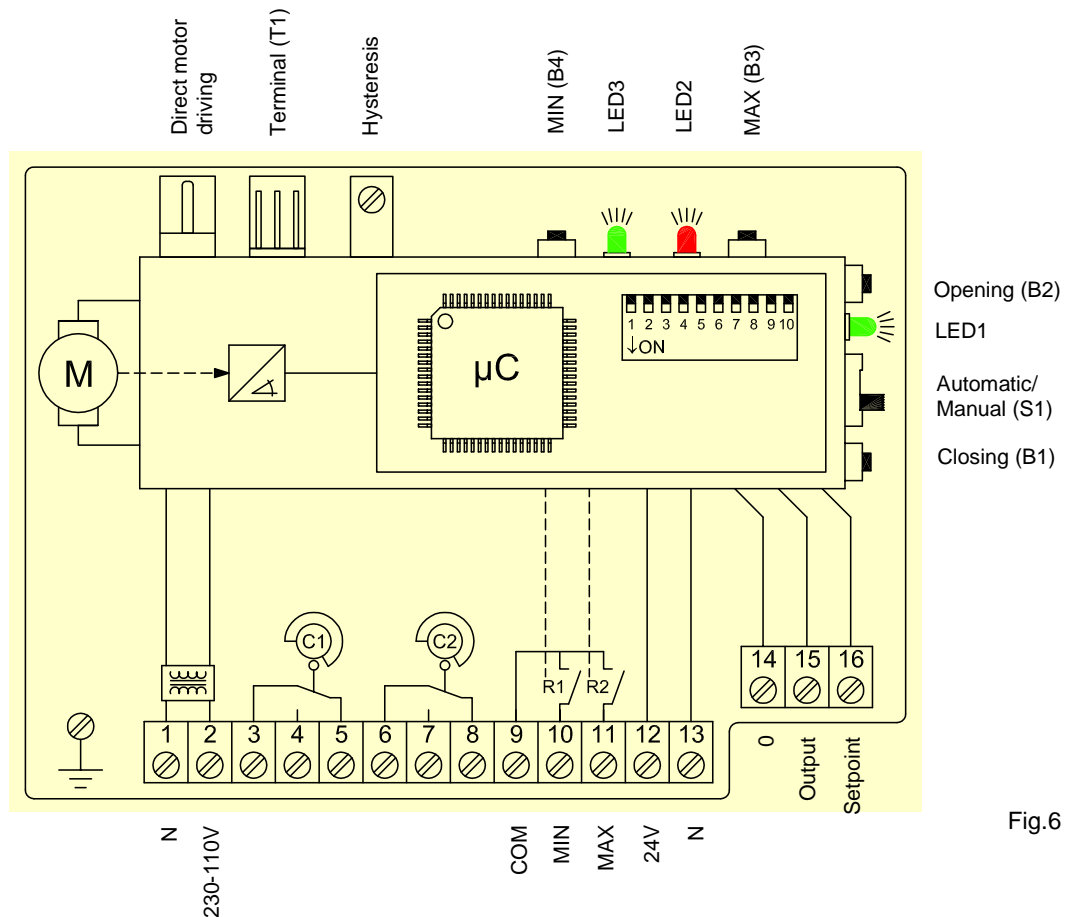 Direct motor
driving
Terminal (T1)
Hysteresis
MIN (B4)
LED3
LED2
MAX (B3)
Opening (B2)
LED1
Automatic/
Manual (S1)
Closing (B1)
M
µC
1 2 3 4 5 6 7 8 9 10
↓ON
C1
C2
R1
R2
14 15 16
1 2 3 4 5 6 7 8 9 10 11 12 13
0
Output
Setpoint
N
230-110V
COM
MIN
MAX
24V
N
Fig.6